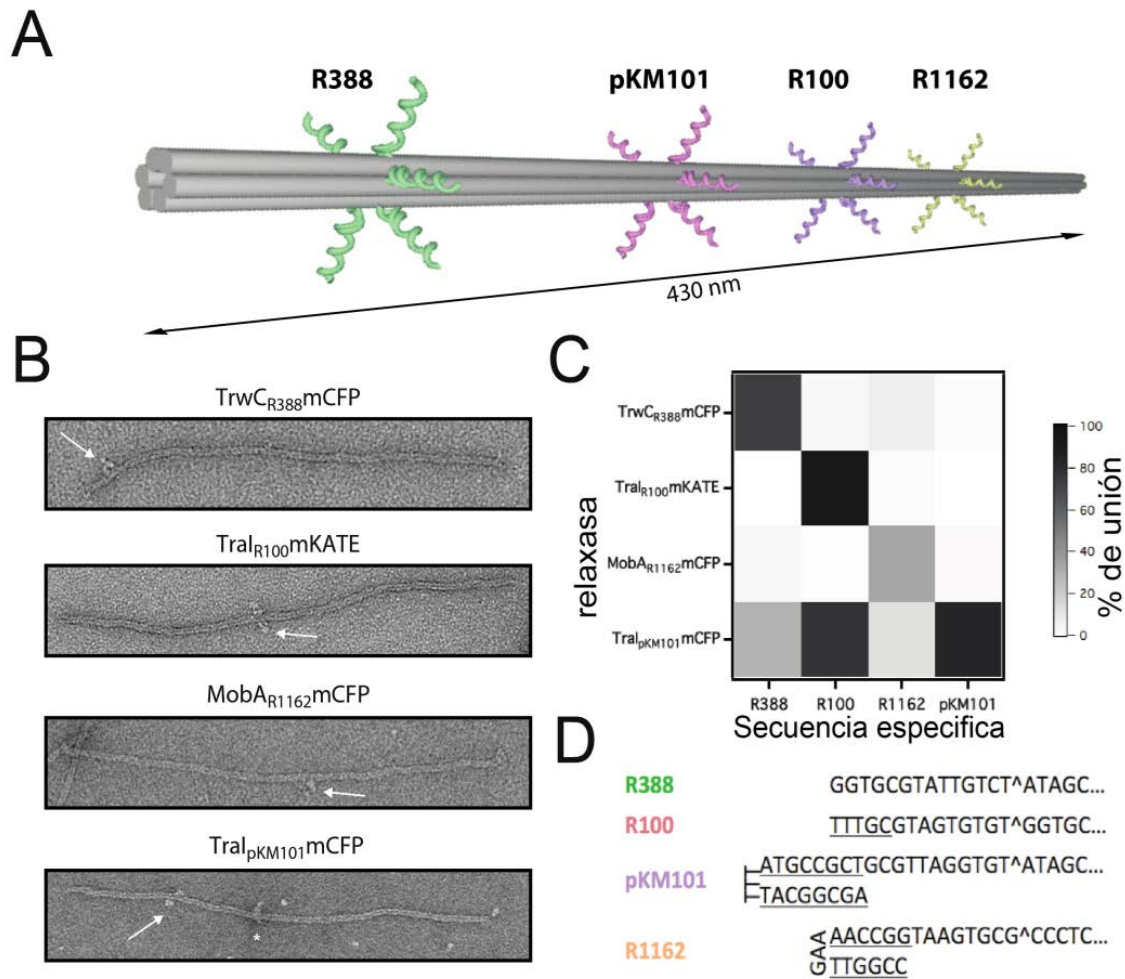 A
R388 pKM101 R100 R1162
430 nm
B
TrwCR388mCFP
TraIR100mKATE
MobAR1162mCFP
TraIpKM101mCFP
*
C
TrwCR388mCFP
TraIR100mKATE
MobAR1162mCFP
TraIpKM101mCFP
relaxasa
R388 R100 R1162 pKM101
Secuencia especifica
100
80
60
40
20
0
% de unión
D
R388 GGTGCGTATTGTCT^ATAGC...
R100 TTTGCGTAGTGTGT^GGTGC...
pKM101 ATGCCGCTGCGTTAGGTGT^ATAGC...
TACGGCGA
R1162 GAA AACCGGTAAGTGCG^CCCTC...
TTGGCC